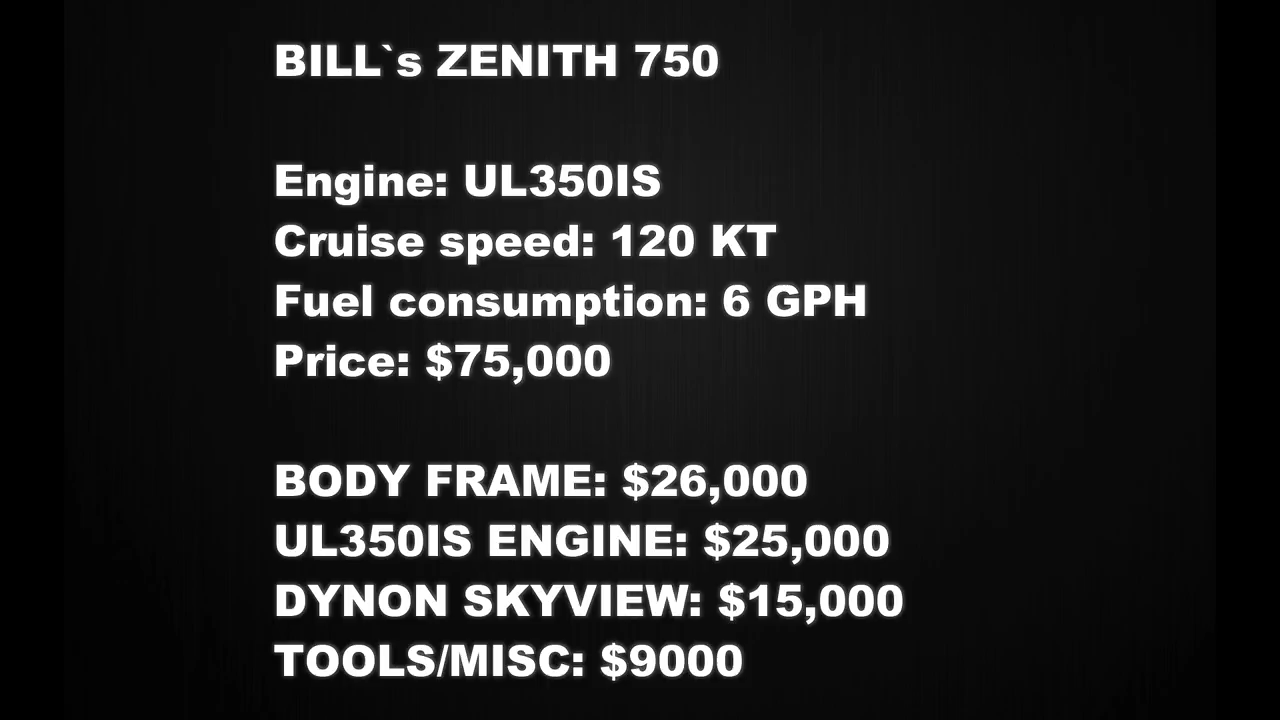 BILL`s ZENITH 750
Engine: UL350IS
Cruise speed: 120 KT
Fuel consumption: 6 GPH
Price: $75,000
BODY FRAME: $26,000
UL350IS ENGINE: $25,000
DYNON SKYVIEW: $15,000
TOOLS/MISC: $9000